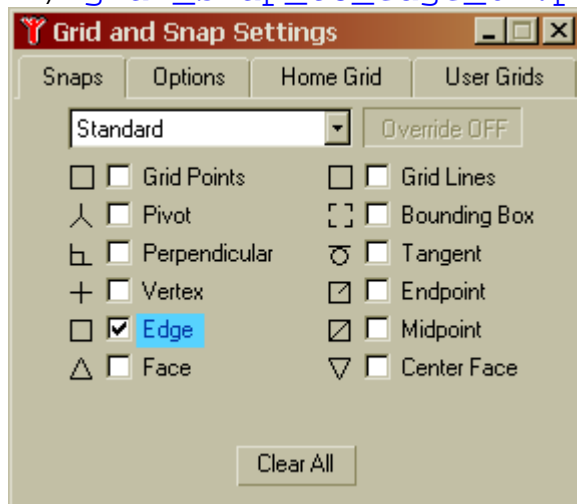 Grid and Snap Settings
Snaps Options Home Grid User Grids
Standard Override OFF
Grid Points Grid Lines
Pivot Bounding Box
Perpendicular Tangent
Vertex Endpoint
Edge Midpoint
Face Center Face
Clear All